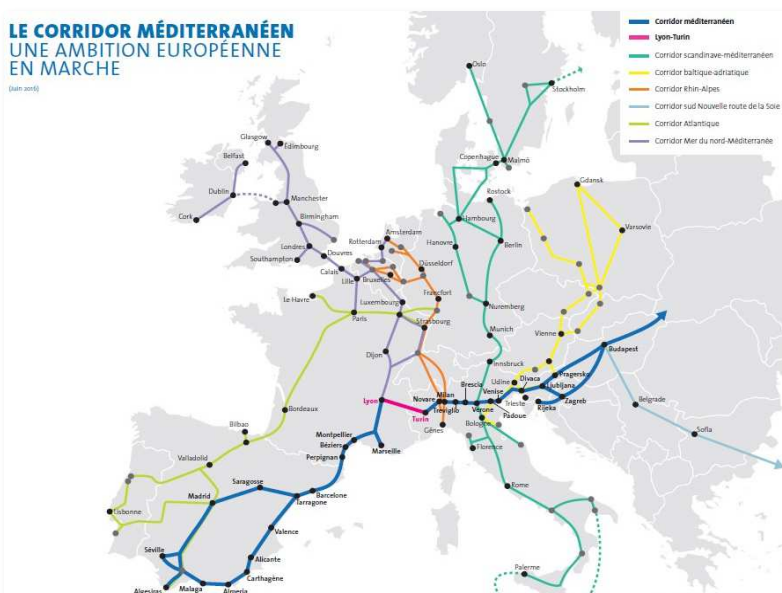 LE CORRIDOR MÉDITERRANÉEN
UNE AMBITION EUROPÉENNE
EN MARCHE
(Juin 2016)
Corridor méditerranéen
Lyon-Turin
Corridor scandinave-méditerranéen
Corridor baltique-adriatique
Corridor Rhin-Alpes
Corridor sud Nouvelle route de la Soie
Corridor Atlantique
Corridor Mer du nord-Méditerranée
Oslo
Stockholm
Glasgow
Edimbourg
Belfast
Copenhague
Malmö
Dublin
Manchester
Rostock
Gdansk
Cork
Birmingham
Hambourg
Varsovie
Amsterdam
Rotterdam
Londres
Douvres
Hanovre
Berlin
Southampton
Calais
Lille
Bruxelles
Düsseldorf
Le Havre
Luxembourg
Francfort
Paris
Strasbourg
Nuremberg
Munich
Vienne
Dijon
Innsbruck
Budapest
Lyon
Turin
Novare
Milan
Treviglio
Brescia
Verone
Venise
Padoue
Udine
Trieste
Divaca
Pragersko
Ljubljana
Zagreb
Rijeka
Belgrade
Bordeaux
Gênes
Bologne
Sofia
Bilbao
Montpellier
Béziers
Perpignan
Marseille
Florence
Valladolid
Saragosse
Barcelone
Tarragone
Rome
Madrid
Lisbonne
Valence
Séville
Alicante
Carthagène
Palerme
Algesiras
Malaga
Almeria